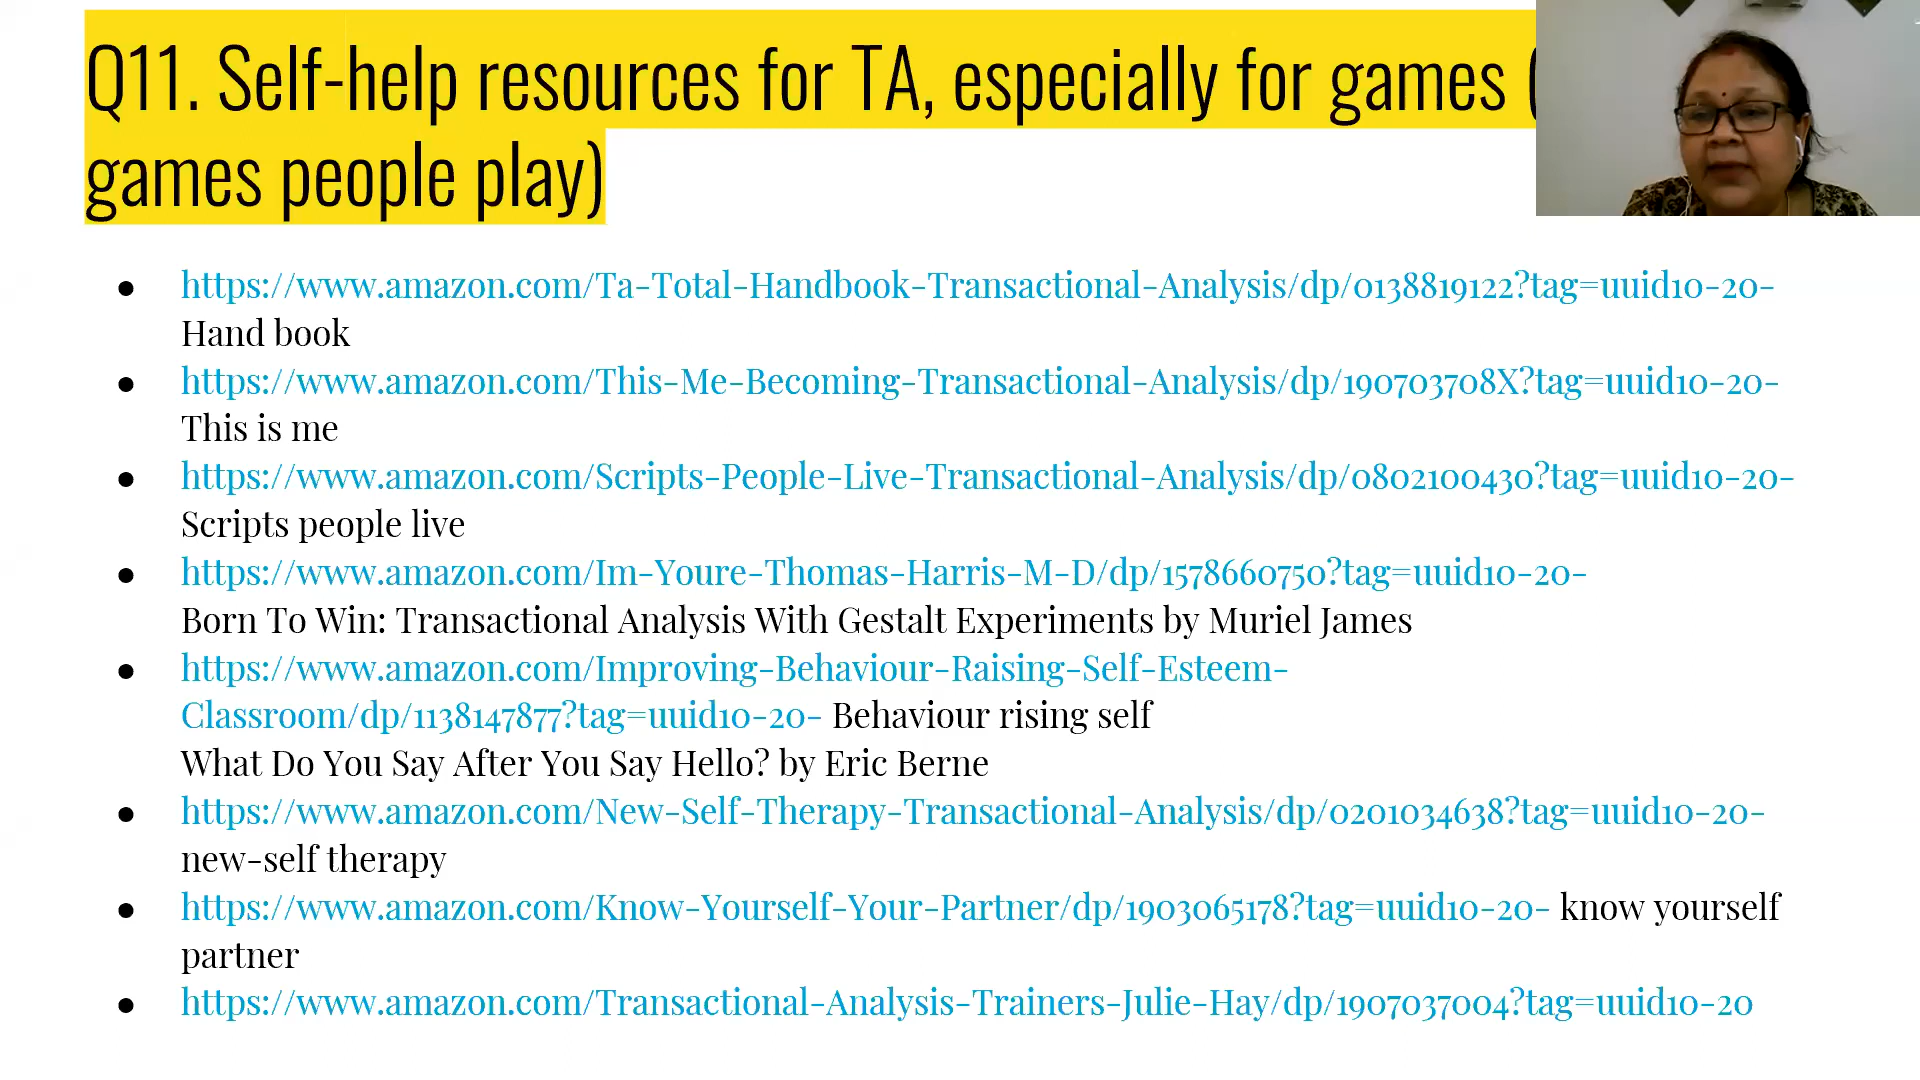 Q11. Self-help resources for TA, especially for games (
games people play)
● https://www.amazon.com/Ta-Total-Handbook-Transactional-Analysis/dp/0138819122?tag=uuid10-20-
Hand book
● https://www.amazon.com/This-Me-Becoming-Transactional-Analysis/dp/190703708X?tag=uuid10-20-
This is me
● https://www.amazon.com/Scripts-People-Live-Transactional-Analysis/dp/0802100430?tag=uuid10-20-
Scripts people live
● https://www.amazon.com/Im-Youre-Thomas-Harris-M-D/dp/1578660750?tag=uuid10-20-
Born To Win: Transactional Analysis With Gestalt Experiments by Muriel James
● https://www.amazon.com/Improving-Behaviour-Raising-Self-Esteem-
Classroom/dp/1138147877?tag=uuid10-20- Behaviour rising self
What Do You Say After You Say Hello? by Eric Berne
● https://www.amazon.com/New-Self-Therapy-Transactional-Analysis/dp/0201034638?tag=uuid10-20-
new-self therapy
● https://www.amazon.com/Know-Yourself-Your-Partner/dp/1903065178?tag=uuid10-20- know yourself
partner
● https://www.amazon.com/Transactional-Analysis-Trainers-Julie-Hay/dp/1907037004?tag=uuid10-20